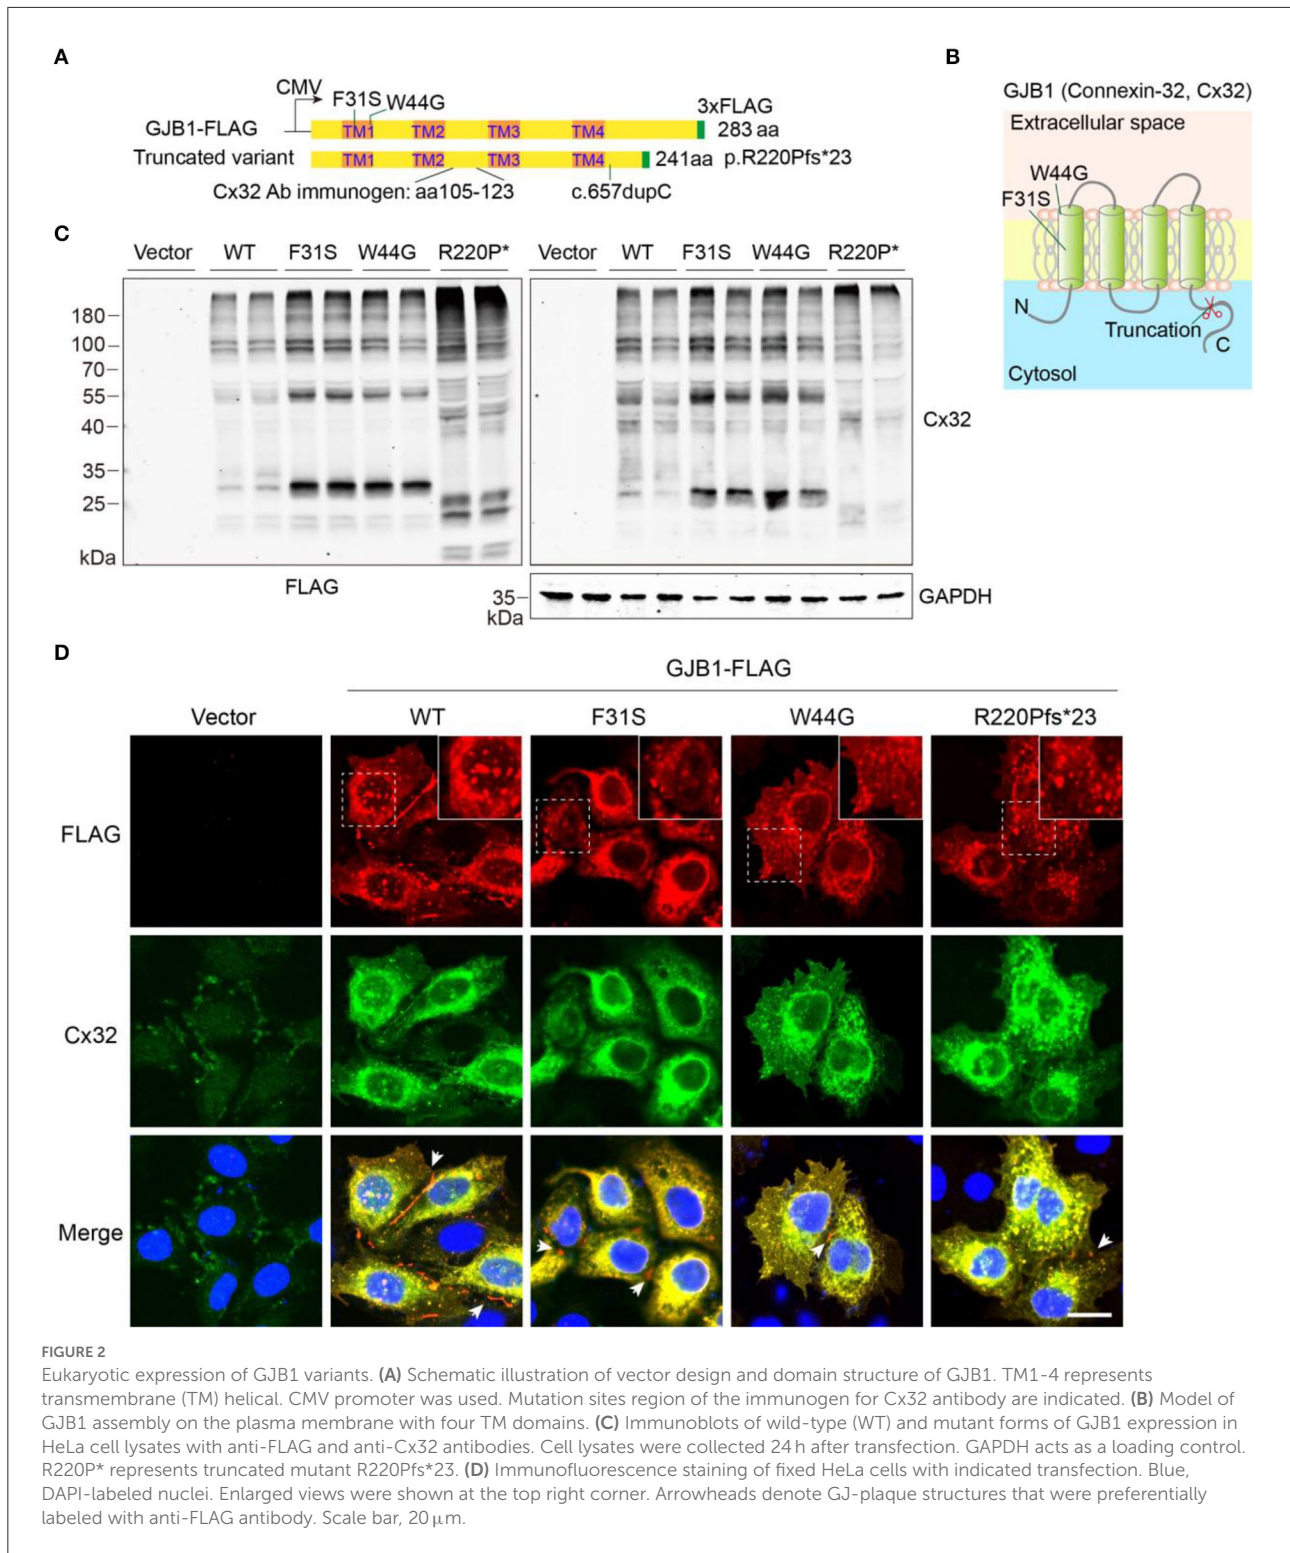 A
CMV
F31S
W44G
3xFLAG
GJB1-FLAG
TM1 TM2 TM3 TM4
283 aa
Truncated variant
TM1 TM2 TM3 TM4
241aa
p.R220Pfs*23
Cx32 Ab immunogen: aa105-123
c.657dupC
B
GJB1 (Connexin-32, Cx32)
Extracellular space
W44G
F31S
N
Truncation
C
Cytosol
C
Vector WT F31S W44G R220P*
Vector WT F31S W44G R220P*
180
100
70
55
40
35
25
kDa
FLAG
Cx32
35
kDa
GAPDH
D
GJB1-FLAG
Vector WT F31S W44G R220Pfs*23
FLAG
Cx32
Merge
FIGURE 2
Eukaryotic expression of GJB1 variants. (A) Schematic illustration of vector design and domain structure of GJB1. TM1-4 represents
transmembrane (TM) helical. CMV promoter was used. Mutation sites region of the immunogen for Cx32 antibody are indicated. (B) Model of
GJB1 assembly on the plasma membrane with four TM domains. (C) Immunoblots of wild-type (WT) and mutant forms of GJB1 expression in
HeLa cell lysates with anti-FLAG and anti-Cx32 antibodies. Cell lysates were collected 24 h after transfection. GAPDH acts as a loading control.
R220P* represents truncated mutant R220Pfs*23. (D) Immunofluorescence staining of fixed HeLa cells with indicated transfection. Blue,
DAPI-labeled nuclei. Enlarged views were shown at the top right corner. Arrowheads denote GJ-plaque structures that were preferentially
labeled with anti-FLAG antibody. Scale bar, 20 μm.